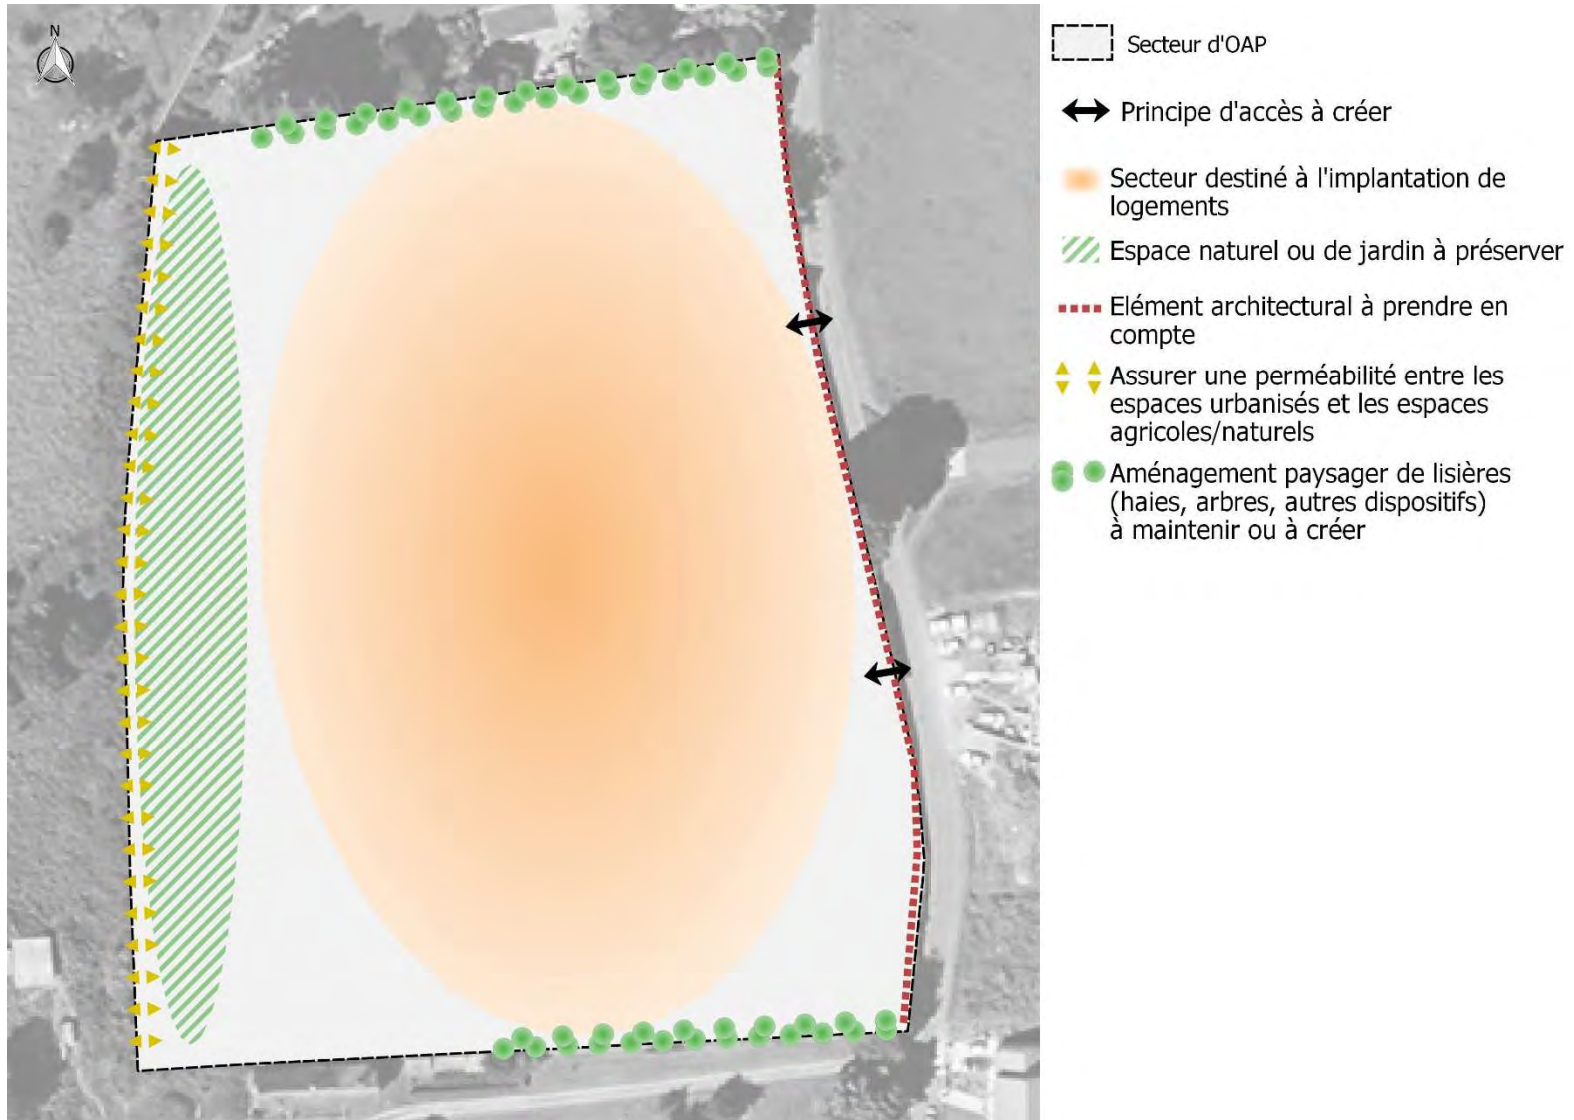 N
Secteur d'OAP
Principe d'accès à créer
Secteur destiné à l'implantation de
logements
Espace naturel ou de jardin à préserver
Elément architectural à prendre en
compte
Assurer une perméabilité entre les
espaces urbanisés et les espaces
agricoles/naturels
Aménagement paysager de lisières
(haies, arbres, autres dispositifs)
à maintenir ou à créer